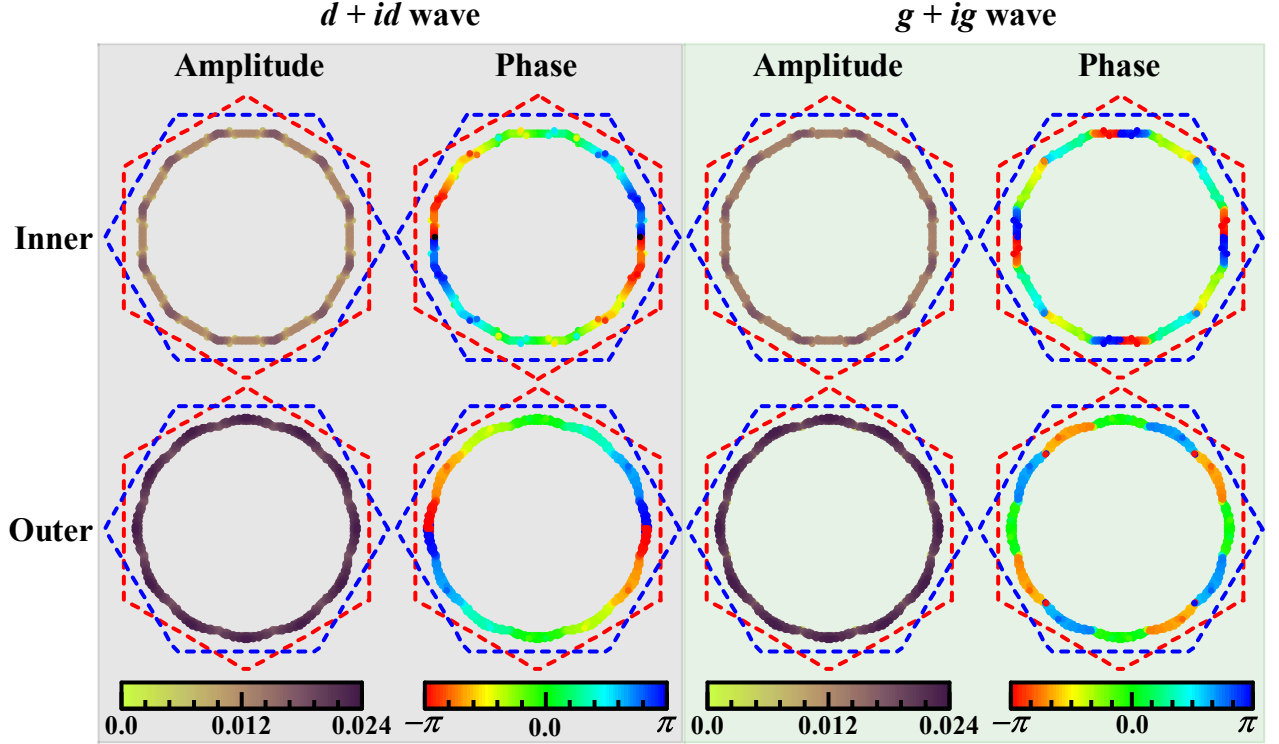 d + id wave g + ig wave
Amplitude Phase Amplitude Phase
Inner
Outer
0.0 0.012 0.024 −π 0.0 π 0.0 0.012 0.024 −π 0.0 π